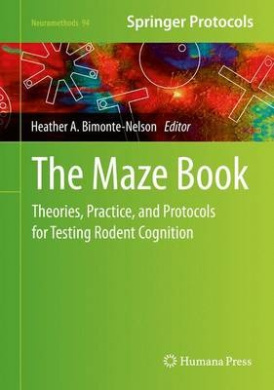 Neuromethods 94
Springer Protocols
Heather A. Bimonte-Nelson Editor
The Maze Book
Theories, Practice, and Protocols
for Testing Rodent Cognition
Humana Press